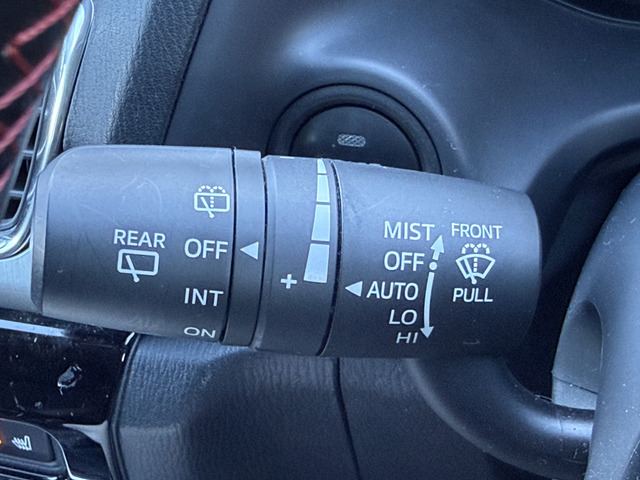 REAR
OFF
INT
ON
+
MIST
OFF
AUTO
LO
HI
FRONT
PULL